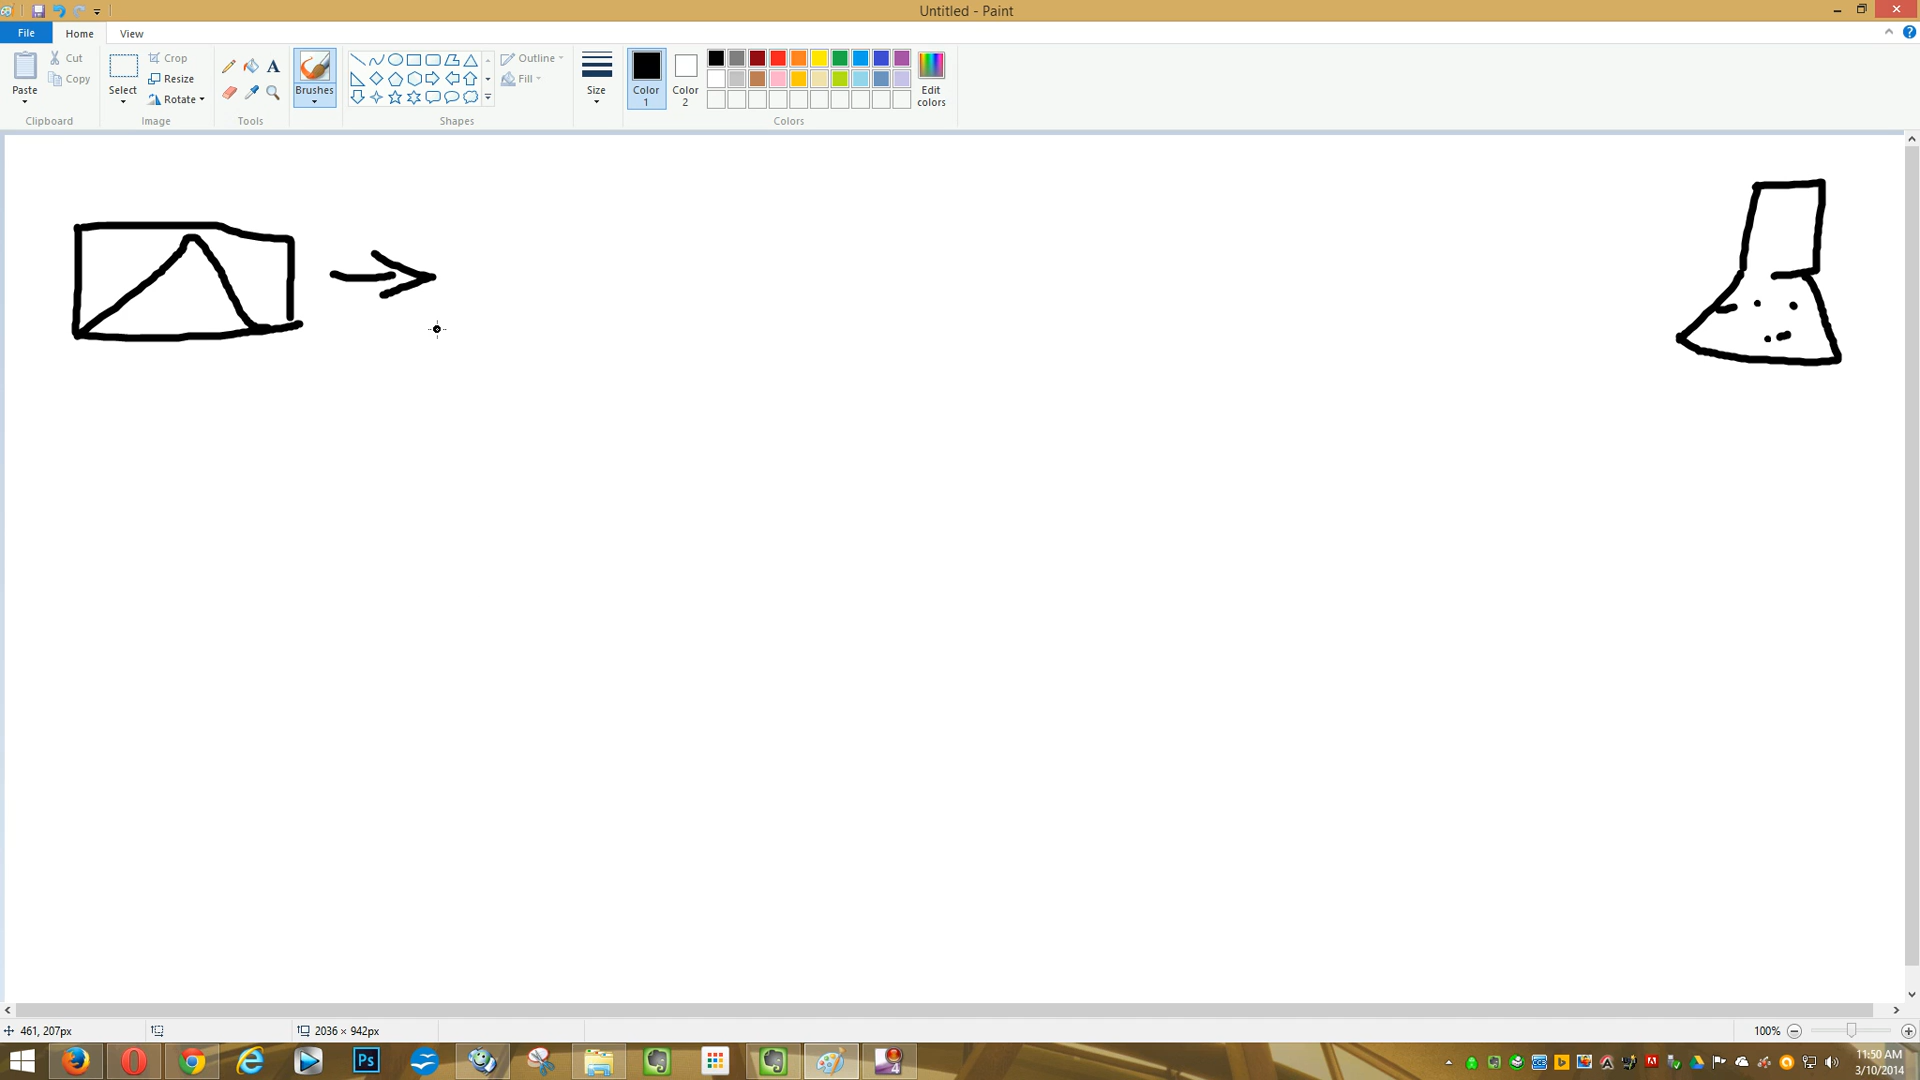 Untitled - Paint
File Home View
Paste
Cut
Copy
Clipboard
Select
Crop
Resize
Rotate
Image
A
Tools
Brushes
Shapes
Outline
Fill
Size
Color 1
Color 2
Edit colors
Colors
461, 207px
2036 × 942px
100%
Ps
4
11:50 AM
3/10/2014